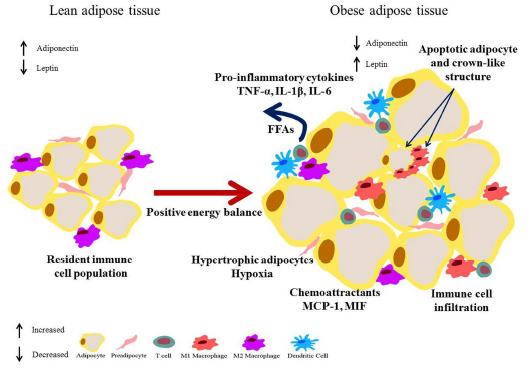 Lean adipose tissue
Obese adipose tissue
Adiponectin
Leptin
Adiponectin
Leptin
Apoptotic adipocyte
and crown-like
structure
Pro-inflammatory cytokines
TNF-α, IL-1β, IL-6
FFAs
Positive energy balance
Resident immune
cell population
Hypertrophic adipocytes
Hypoxia
Chemoattractants
MCP-1, MIF
Immune cell
infiltration
Increased
Decreased
Adipocyte
Preadipocyte
T cell
M1 Macrophage
M2 Macrophage
Dendritic Celll